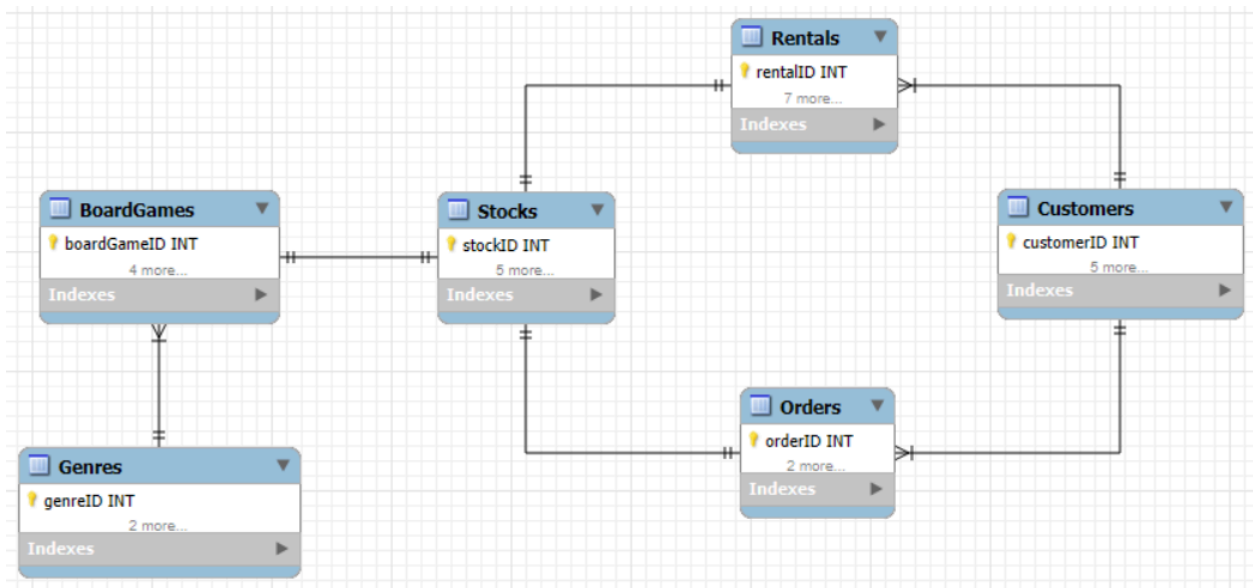 Rentals
rentalID INT
7 more...
Indexes
BoardGames
boardGameID INT
4 more...
Indexes
Stocks
stockID INT
5 more...
Indexes
Customers
customerID INT
5 more...
Indexes
Orders
orderID INT
2 more...
Indexes
Genres
genreID INT
2 more...
Indexes